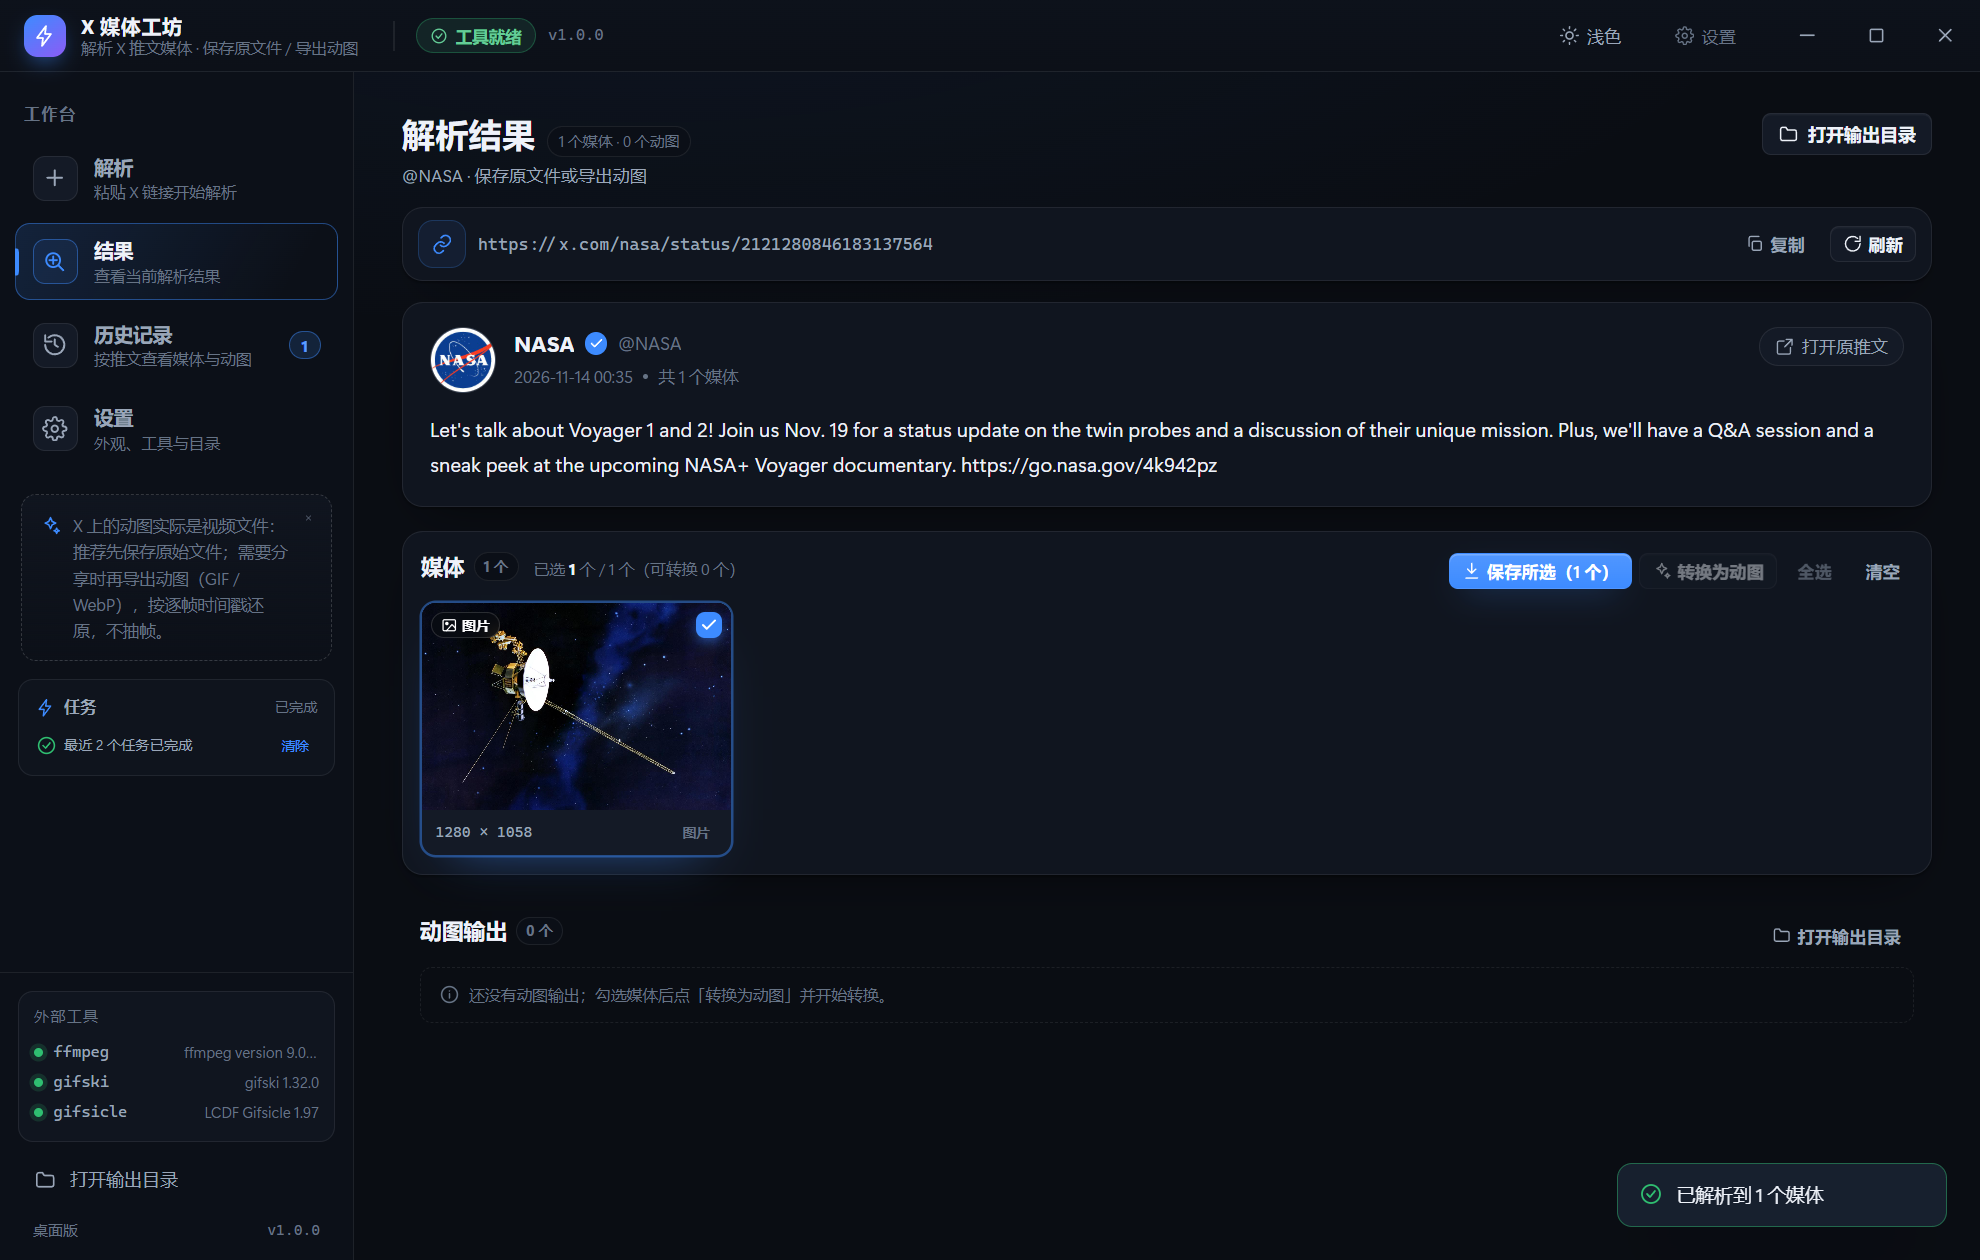 X 媒体工坊
解析 X 推文媒体 · 保存原文件 / 导出动图
工具就绪
v1.0.0
浅色
设置
工作台
解析
粘贴 X 链接开始解析
结果
查看当前解析结果
历史记录
按推文查看媒体与动图
1
设置
外观、工具与目录
X 上的动图实际是视频文件：
推荐先保存原始文件；需要分
享时再导出动图（GIF /
WebP），按逐帧时间戳还
原，不抽帧。
×
任务
已完成
最近 2 个任务已完成
清除
外部工具
ffmpeg
ffmpeg version 9.0...
gifski
gifski 1.32.0
gifsicle
LCDF Gifsicle 1.97
打开输出目录
桌面版
v1.0.0
解析结果
1 个媒体 · 0 个动图
@NASA · 保存原文件或导出动图
打开输出目录
https://x.com/nasa/status/2121280846183137564
复制
刷新
NASA
NASA
@NASA
2026-11-14 00:35 • 共 1 个媒体
打开原推文
Let's talk about Voyager 1 and 2! Join us Nov. 19 for a status update on the twin probes and a discussion of their unique mission. Plus, we'll have a Q&A session and a
sneak peek at the upcoming NASA+ Voyager documentary. https://go.nasa.gov/4k942pz
媒体
1 个
已选 1 个 / 1 个（可转换 0 个）
保存所选（1 个）
转换为动图
全选
清空
图片
1280 × 1058
图片
动图输出
0 个
打开输出目录
还没有动图输出；勾选媒体后点「转换为动图」并开始转换。
已解析到 1 个媒体